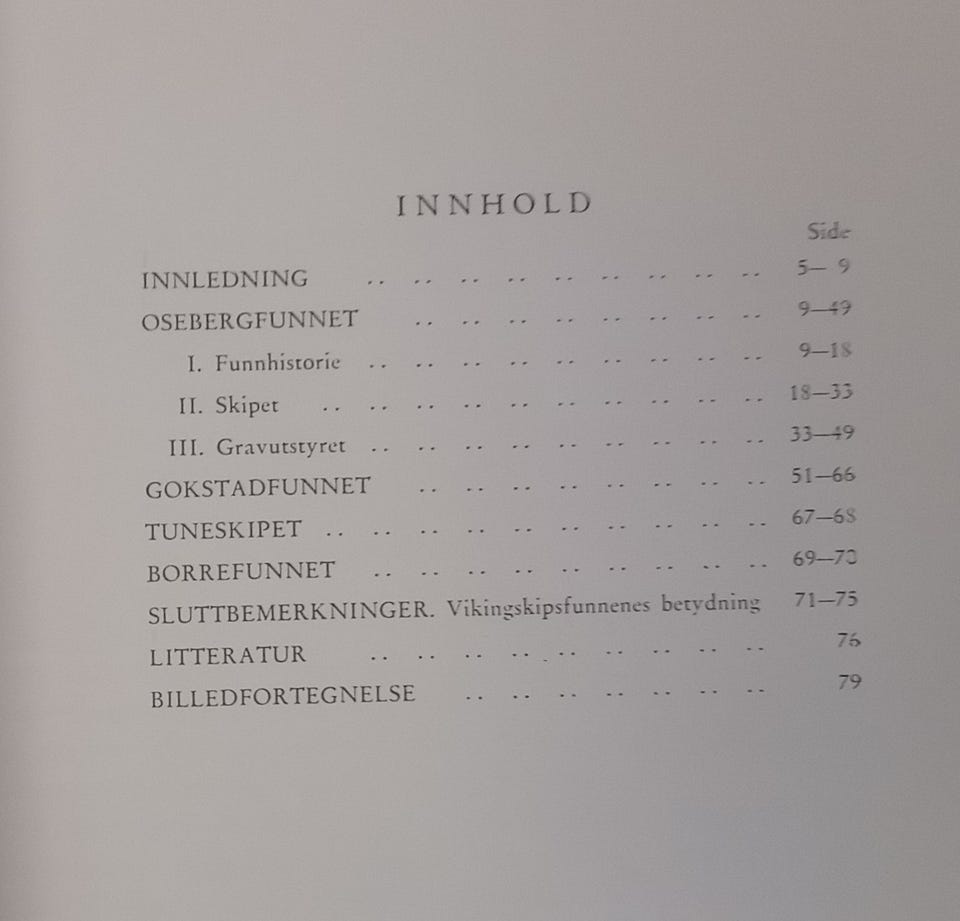 INNHOLD
Side
INNLEDNING .. .. .. .. .. .. .. .. .. 5— 9
OSEBERGFUNNET .. .. .. .. .. .. .. .. 9—49
I. Funnhistorie .. .. .. .. .. .. .. .. .. 9—18
II. Skipet .. .. .. .. .. .. .. .. .. .. 18—33
III. Gravutstyret .. .. .. .. .. .. .. .. .. 33—49
GOKSTADFUNNET .. .. .. .. .. .. .. .. 51—66
TUNESKIPET .. .. .. .. .. .. .. .. .. .. 67—68
BORREFUNNET .. .. .. .. .. .. .. .. .. 69—70
SLUTTBEMERKNINGER. Vikingskipsfunnenes betydning 71—75
LITTERATUR .. .. .. .. .. .. .. .. .. 76
BILLEDFORTEGNELSE .. .. .. .. .. .. .. 79